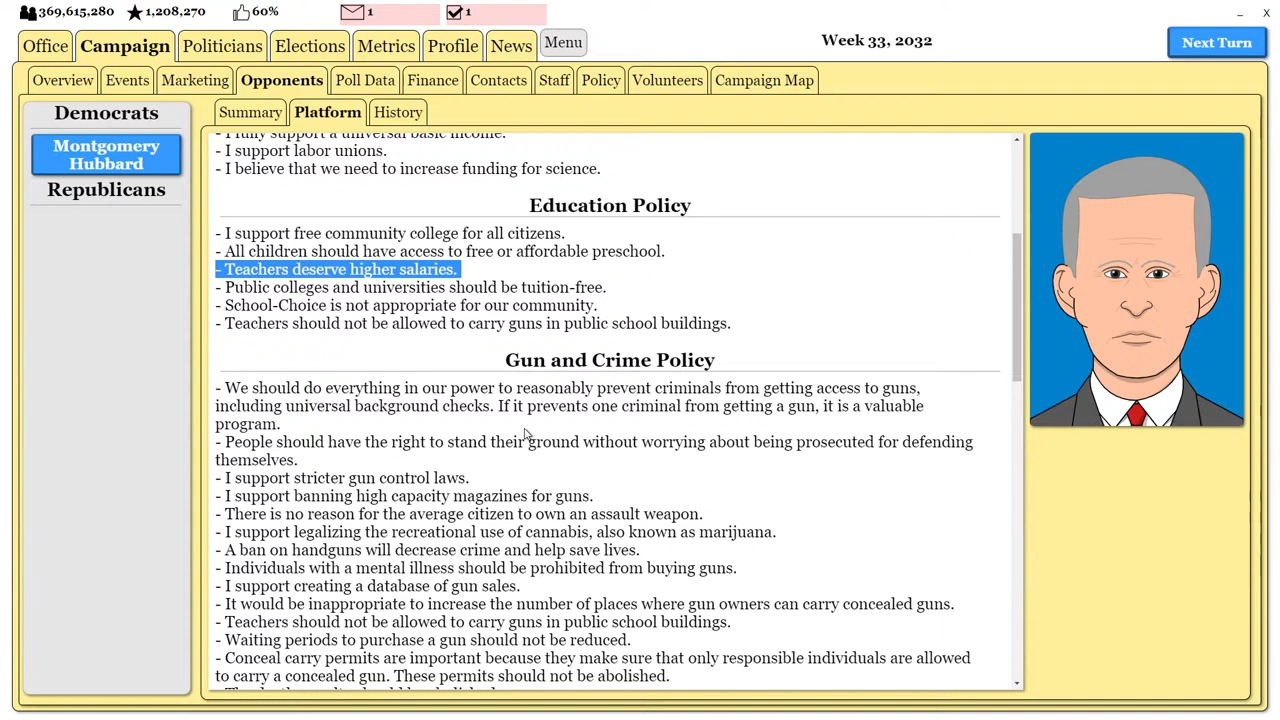 369,615,280 1,208,270 60% 1 1
_ X
Office Campaign Politicians Elections Metrics Profile News Menu Week 33, 2032 Next Turn
Overview Events Marketing Opponents Poll Data Finance Contacts Staff Policy Volunteers Campaign Map
Democrats
Montgomery
Hubbard
Republicans
Summary Platform History
- I fully support a universal basic income.
- I support labor unions.
- I believe that we need to increase funding for science.
Education Policy
- I support free community college for all citizens.
- All children should have access to free or affordable preschool.
- Teachers deserve higher salaries.
- Public colleges and universities should be tuition-free.
- School-Choice is not appropriate for our community.
- Teachers should not be allowed to carry guns in public school buildings.
Gun and Crime Policy
- We should do everything in our power to reasonably prevent criminals from getting access to guns,
including universal background checks. If it prevents one criminal from getting a gun, it is a valuable
program.
- People should have the right to stand their ground without worrying about being prosecuted for defending
themselves.
- I support stricter gun control laws.
- I support banning high capacity magazines for guns.
- There is no reason for the average citizen to own an assault weapon.
- I support legalizing the recreational use of cannabis, also known as marijuana.
- A ban on handguns will decrease crime and help save lives.
- Individuals with a mental illness should be prohibited from buying guns.
- I support creating a database of gun sales.
- It would be inappropriate to increase the number of places where gun owners can carry concealed guns.
- Teachers should not be allowed to carry guns in public school buildings.
- Waiting periods to purchase a gun should not be reduced.
- Conceal carry permits are important because they make sure that only responsible individuals are allowed
to carry a concealed gun. These permits should not be abolished.